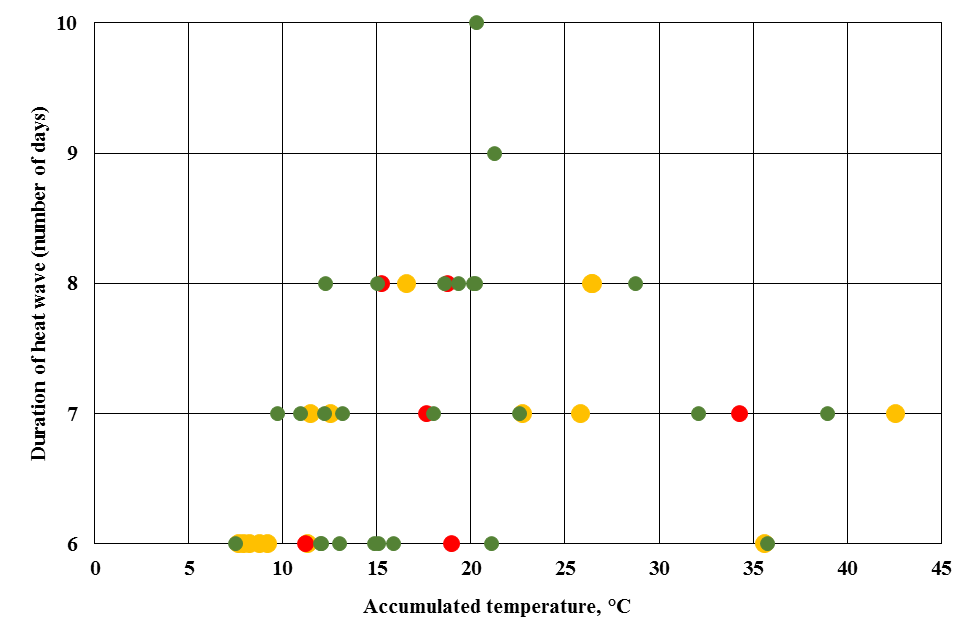 10
9
8
7
6
Duration of heat wave (number of days)
0 5 10 15 20 25 30 35 40 45
Accumulated temperature, °C